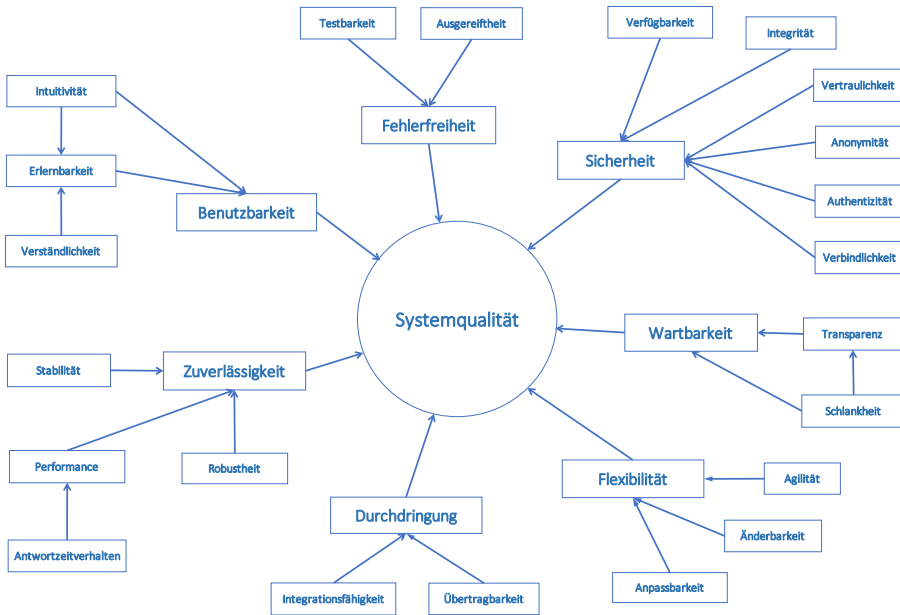 Testbarkeit
Ausgereiftheit
Verfügbarkeit
Integrität
Intuitivität
Fehlerfreiheit
Vertraulichkeit
Sicherheit
Anonymität
Erlernbarkeit
Benutzbarkeit
Authentizität
Verständlichkeit
Verbindlichkeit
Systemqualität
Wartbarkeit
Transparenz
Stabilität
Zuverlässigkeit
Schlankheit
Performance
Robustheit
Flexibilität
Agilität
Durchdringung
Änderbarkeit
Antwortzeitverhalten
Anpassbarkeit
Integrationsfähigkeit
Übertragbarkeit